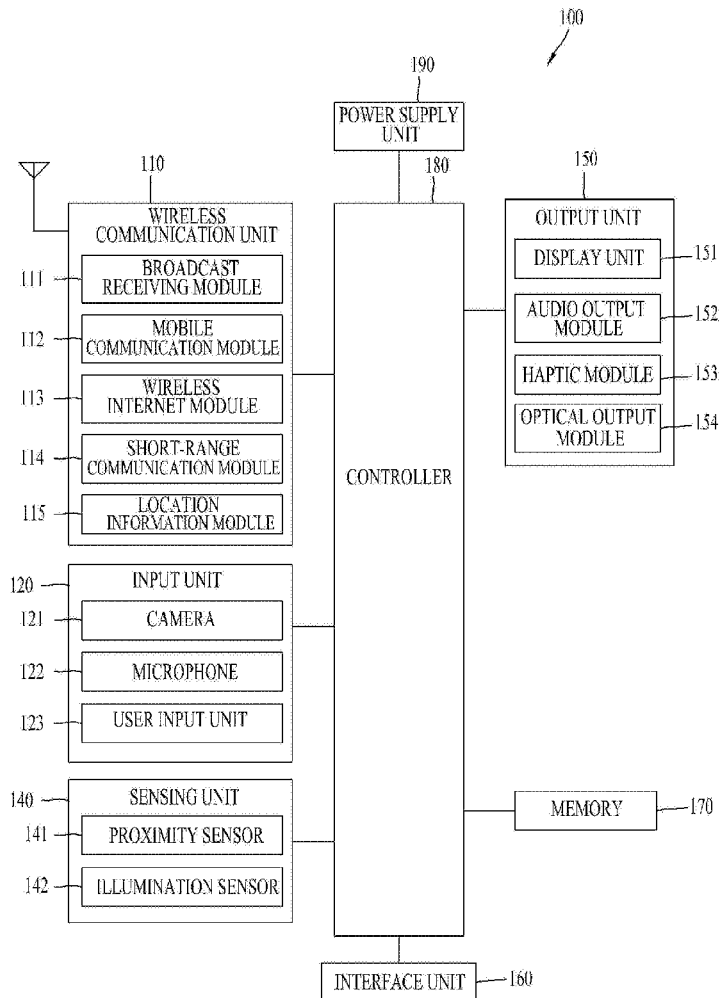 100
190
POWER SUPPLY
UNIT
110
180
150
WIRELESS
COMMUNICATION UNIT
111
BROADCAST
RECEIVING MODULE
112
MOBILE
COMMUNICATION MODULE
113
WIRELESS
INTERNET MODULE
114
SHORT-RANGE
COMMUNICATION MODULE
115
LOCATION
INFORMATION MODULE
120
INPUT UNIT
121
CAMERA
122
MICROPHONE
123
USER INPUT UNIT
140
SENSING UNIT
141
PROXIMITY SENSOR
142
ILLUMINATION SENSOR
CONTROLLER
OUTPUT UNIT
DISPLAY UNIT
151
AUDIO OUTPUT
MODULE
152
HAPTIC MODULE
153
OPTICAL OUTPUT
MODULE
154
MEMORY
170
INTERFACE UNIT
160